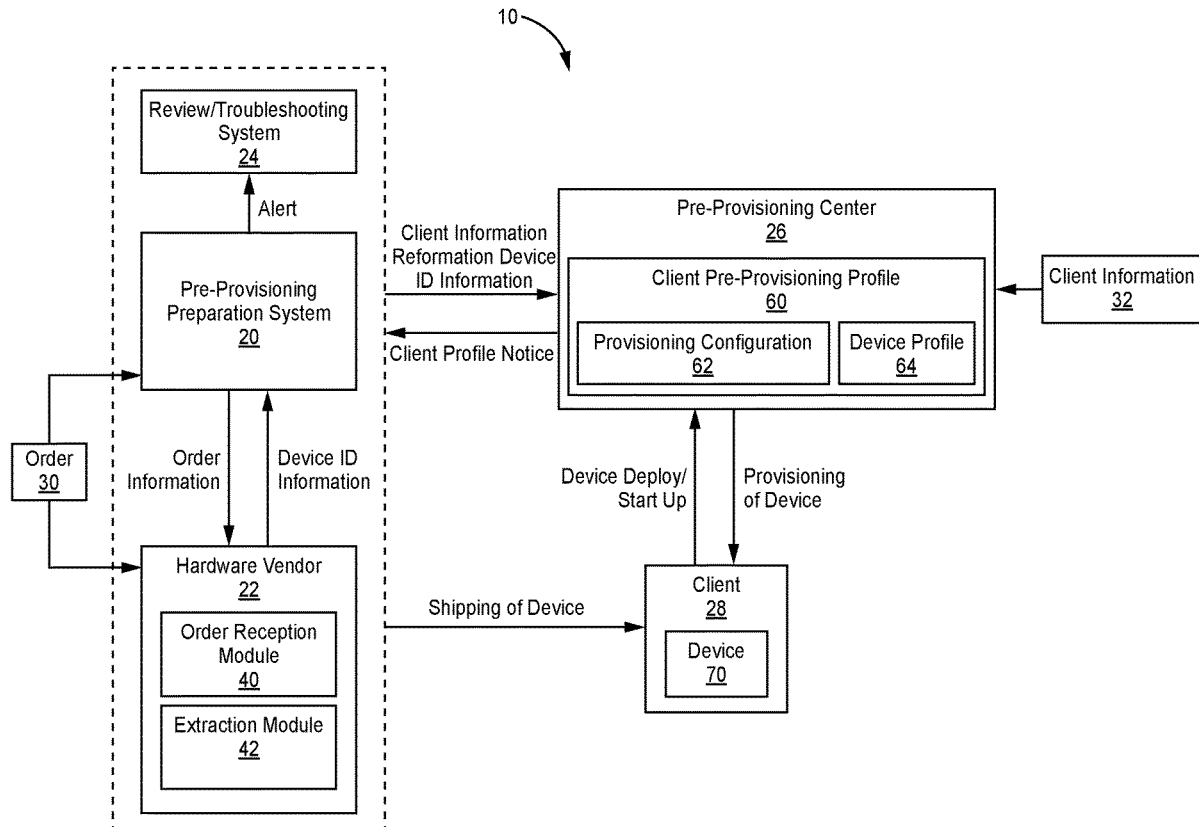 10
Review/Troubleshooting
System
24
Alert
Pre-Provisioning
Preparation System
20
Client Information
Reformation Device
ID Information
Client Profile Notice
Pre-Provisioning Center
26
Client Pre-Provisioning Profile
60
Provisioning Configuration
62
Device Profile
64
Client Information
32
Order
30
Order
Information
Device ID
Information
Device Deploy/
Start Up
Provisioning
of Device
Hardware Vendor
22
Order Reception
Module
40
Extraction Module
42
Shipping of Device
Client
28
Device
70